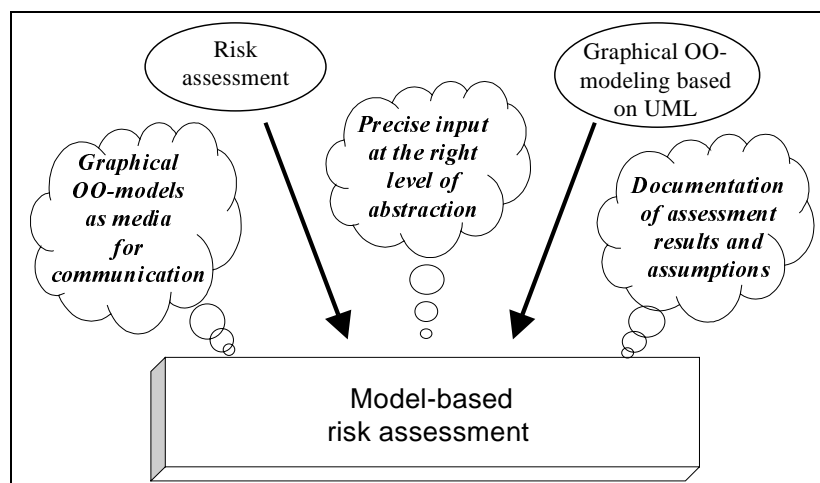 Risk
assessment
Graphical OO-
modeling based
on UML
Graphical
OO-models
as media
for
communication
Precise input
at the right
level of
abstraction
Documentation
of assessment
results and
assumptions
Model-based
risk assessment